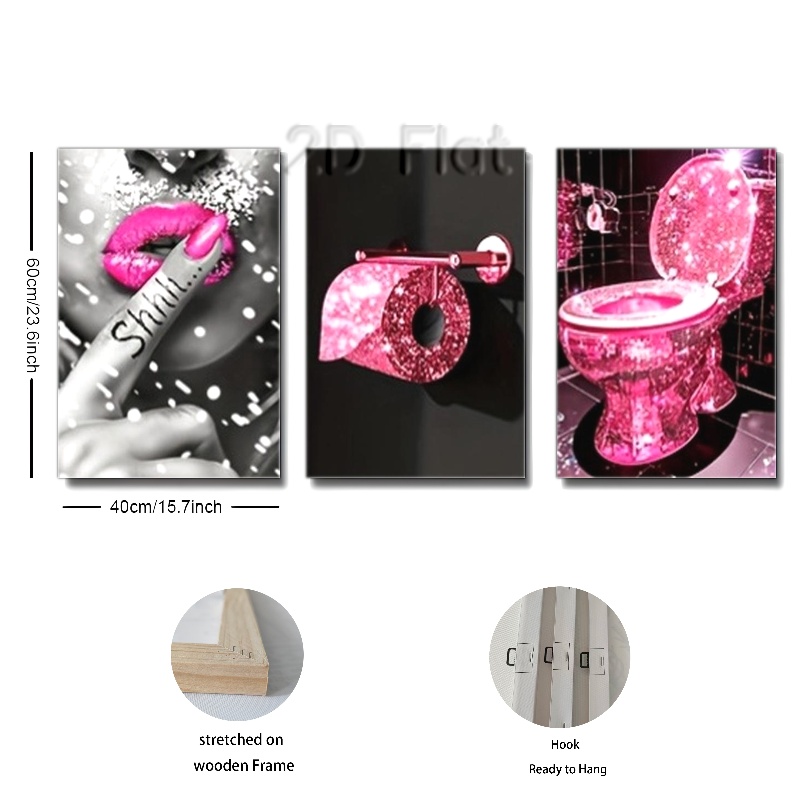 2D Flat
Shhh...
60cm/23.6inch
40cm/15.7inch
stretched on
wooden Frame
Hook
Ready to Hang